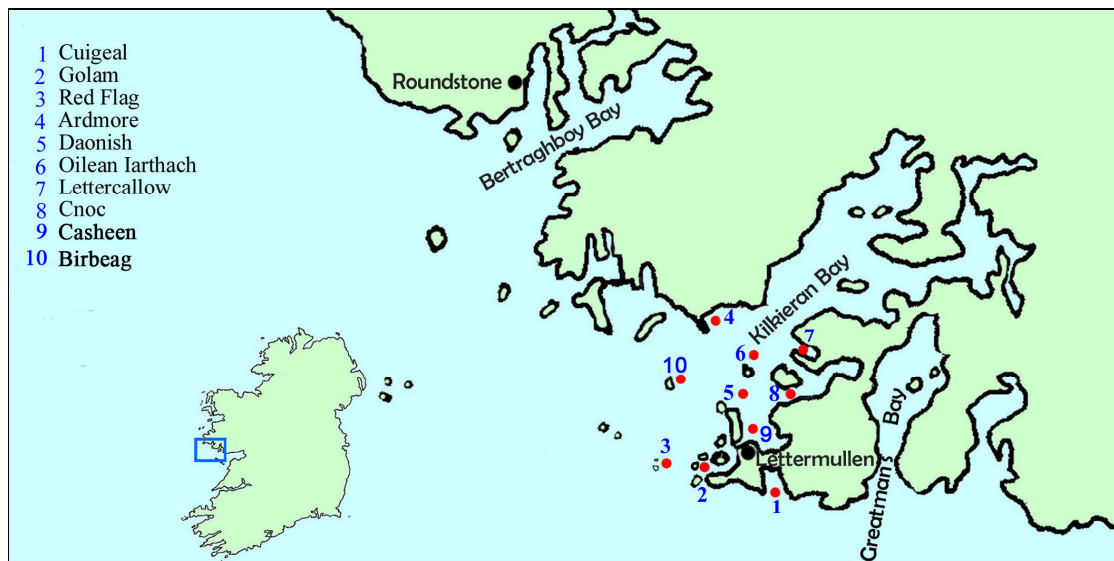 1 Cuigeal
2 Golam
3 Red Flag
4 Ardmore
5 Daonish
6 Oilean Iarthach
7 Lettercallow
8 Cnoc
9 Casheen
10 Birbeag
Roundstone
Bertraghboy Bay
Kilkieran Bay
4
6
7
10
5
8
9
3
Lettermullen
2
1
Greatman's Bay